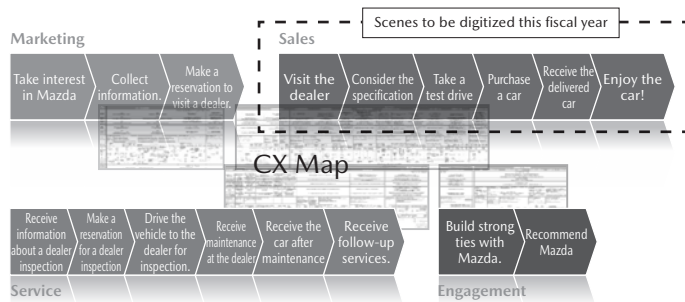 Scenes to be digitized this fiscal year
Marketing
Sales
Take interest
in Mazda
Collect
information.
Make a
reservation to
visit a dealer.
Visit the
dealer
Consider the
specification
Take a
test drive
Purchase
a car
Receive the
delivered
car
Enjoy the
car!
CX Map
Receive
information
about a dealer
inspection
Make a
reservation
for a dealer
inspection
Drive the
vehicle to the
dealer for
inspection.
Receive
maintenance
at the dealer
Receive the
car after
maintenance
Receive
follow-up
services.
Build strong
ties with
Mazda.
Recommend
Mazda
Service
Engagement